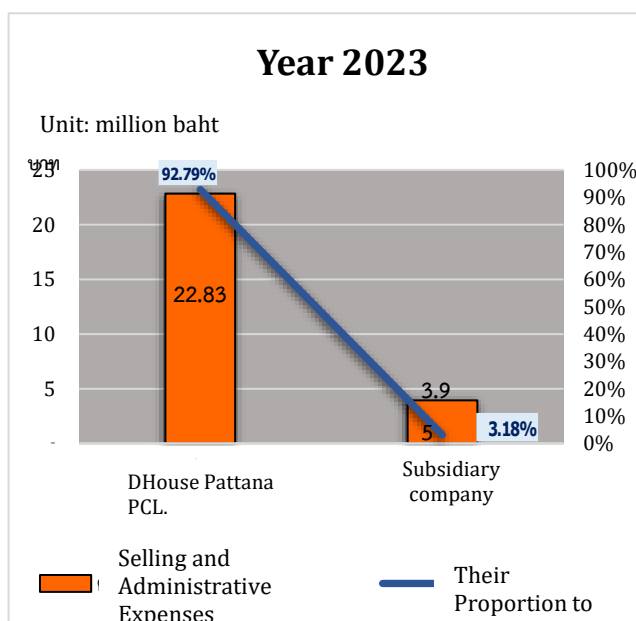 Year 2023
Unit: million baht
บาท
25
20
15
10
5
-
92.79%
22.83
3.9
5
3.18%
100%
90%
80%
70%
60%
50%
40%
30%
20%
10%
0%
DHouse Pattana
PCL.
Subsidiary
company
Selling and
Administrative
Expenses
Their
Proportion to